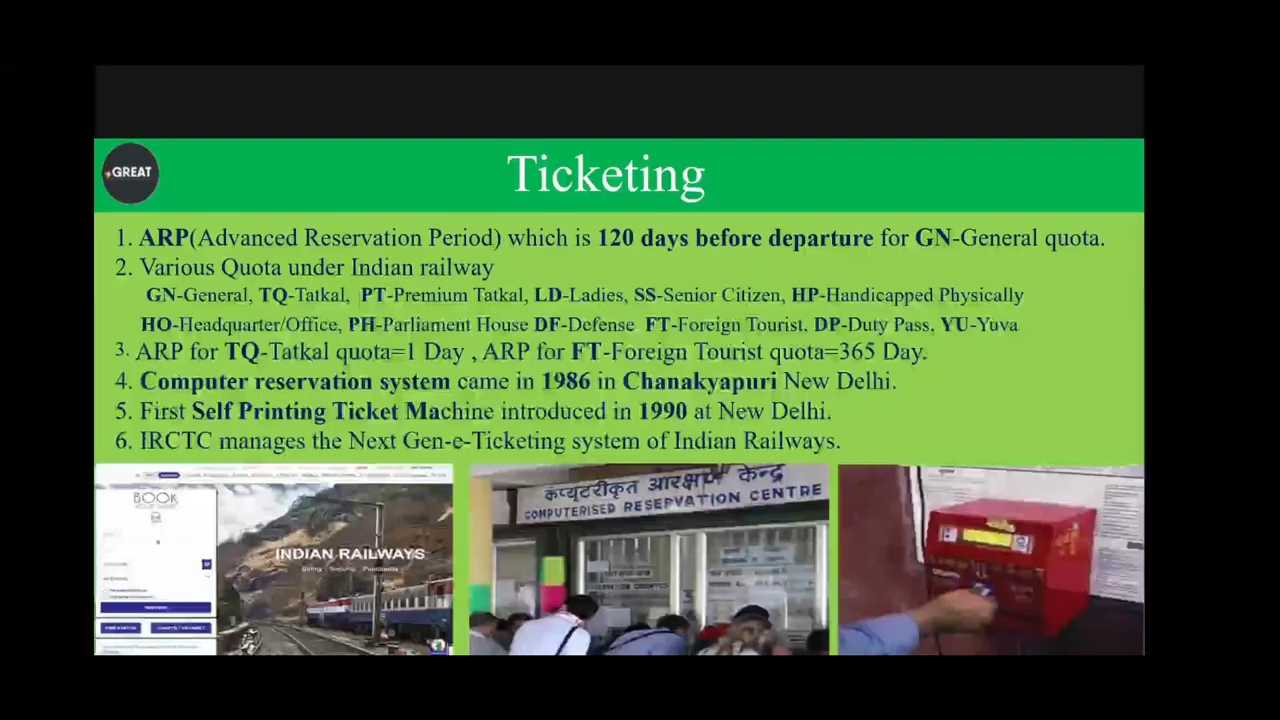 GREAT
Ticketing
1. ARP(Advanced Reservation Period) which is 120 days before departure for GN-General quota.
2. Various Quota under Indian railway
GN-General, TQ-Tatkal, PT-Premium Tatkal, LD-Ladies, SS-Senior Citizen, HP-Handicapped Physically
HO-Headquarter/Office, PH-Parliament House DF-Defense FT-Foreign Tourist, DP-Duty Pass, YU-Yuva
3. ARP for TQ-Tatkal quota=1 Day , ARP for FT-Foreign Tourist quota=365 Day.
4. Computer reservation system came in 1986 in Chanakyapuri New Delhi.
5. First Self Printing Ticket Machine introduced in 1990 at New Delhi.
6. IRCTC manages the Next Gen-e-Ticketing system of Indian Railways.
BOOK
INDIAN RAILWAYS
कंप्यूटरीकृत आरक्षण केन्द्र
COMPUTERISED RESERVATION CENTRE